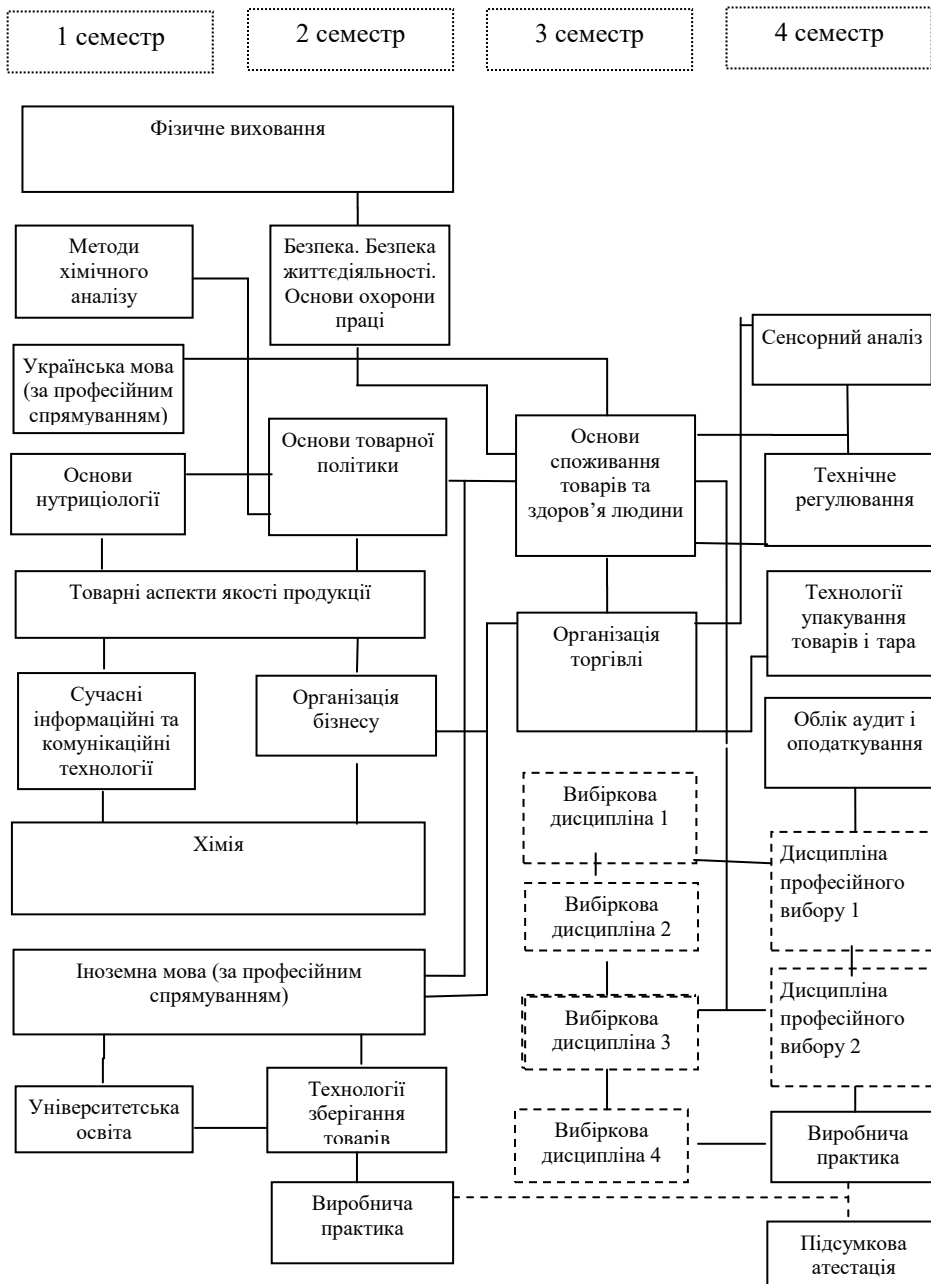 1 семестр
2 семестр
3 семестр
4 семестр
Фізичне виховання
Методи
хімічного
аналізу
Безпека. Безпека
життєдіяльності.
Основи охорони
праці
Сенсорний аналіз
Українська мова
(за професійним
спрямуванням)
Основи товарної
політики
Основи
споживання
товарів та
здоров’я людини
Основи
нутриціології
Технічне
регулювання
Товарні аспекти якості продукції
Технології
упакування
товарів і тара
Організація
торгівлі
Сучасні
інформаційні та
комунікаційні
технології
Організація
бізнесу
Облік аудит і
оподаткування
Вибіркова
дисципліна 1
Хімія
Дисципліна
професійного
вибору 1
Вибіркова
дисципліна 2
Іноземна мова (за професійним
спрямуванням)
Вибіркова
дисципліна 3
Дисципліна
професійного
вибору 2
Університетська
освіта
Технології
зберігання
товарів
Вибіркова
дисципліна 4
Виробнича
практика
Виробнича
практика
Підсумкова
атестація